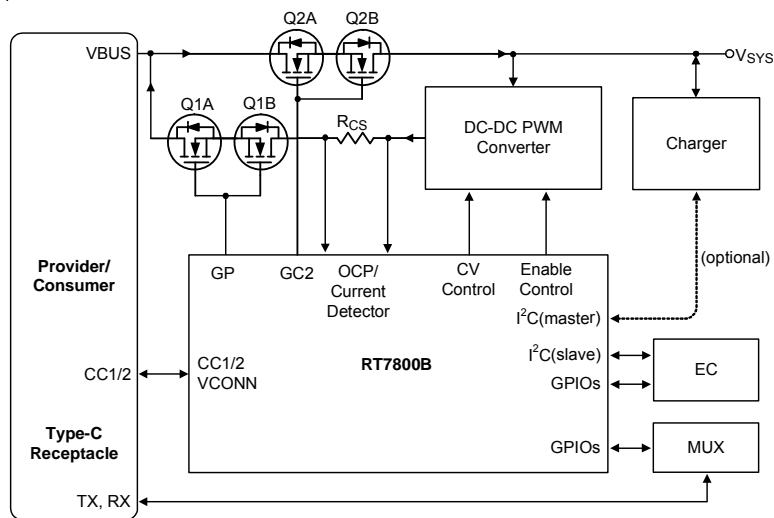 Q2A
Q2B
VBUS
V_SYS
Q1A
Q1B
R_CS
DC-DC PWM
Converter
Charger
(optional)
Provider/
Consumer
GP
GC2
OCP/
Current
Detector
CV
Control
Enable
Control
I²C(master)
CC1/2
CC1/2
VCONN
RT7800B
I²C(slave)
GPIOs
EC
Type-C
Receptacle
GPIOs
MUX
TX, RX